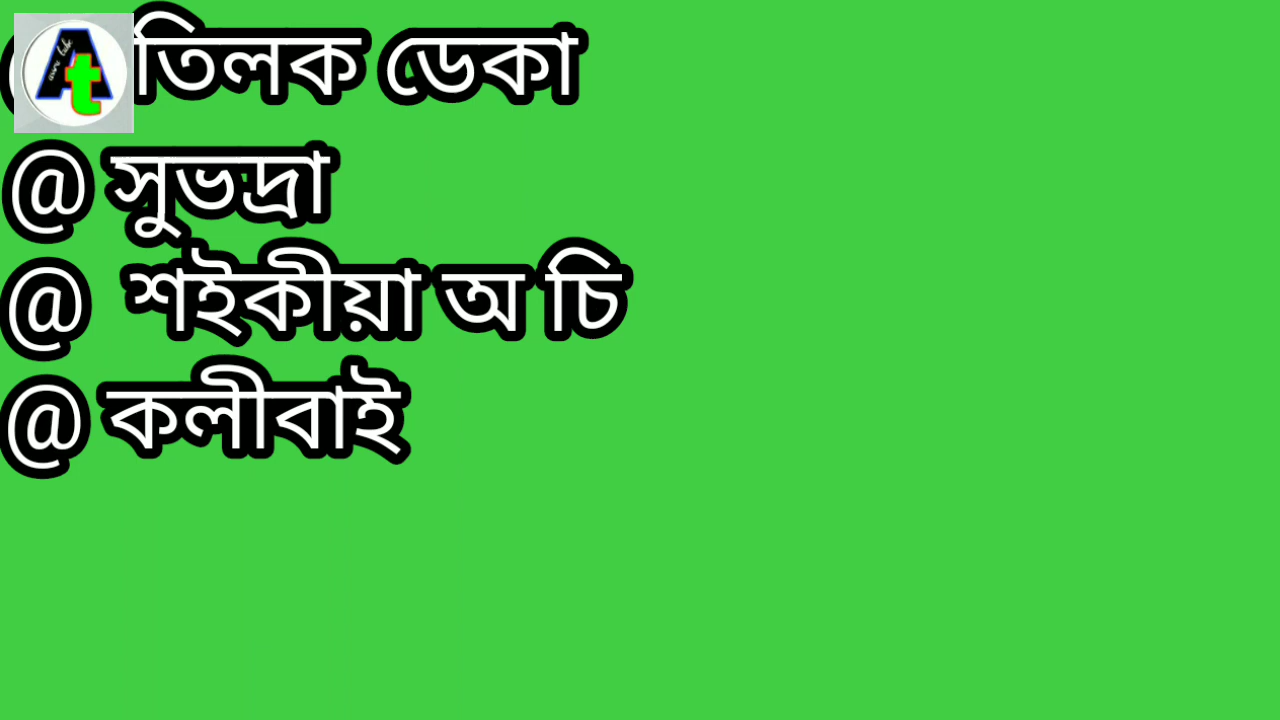 @ তিলক ডেকা
@ সুভদ্ৰা
@ শইকীয়া অ চি
@ কলীবাই